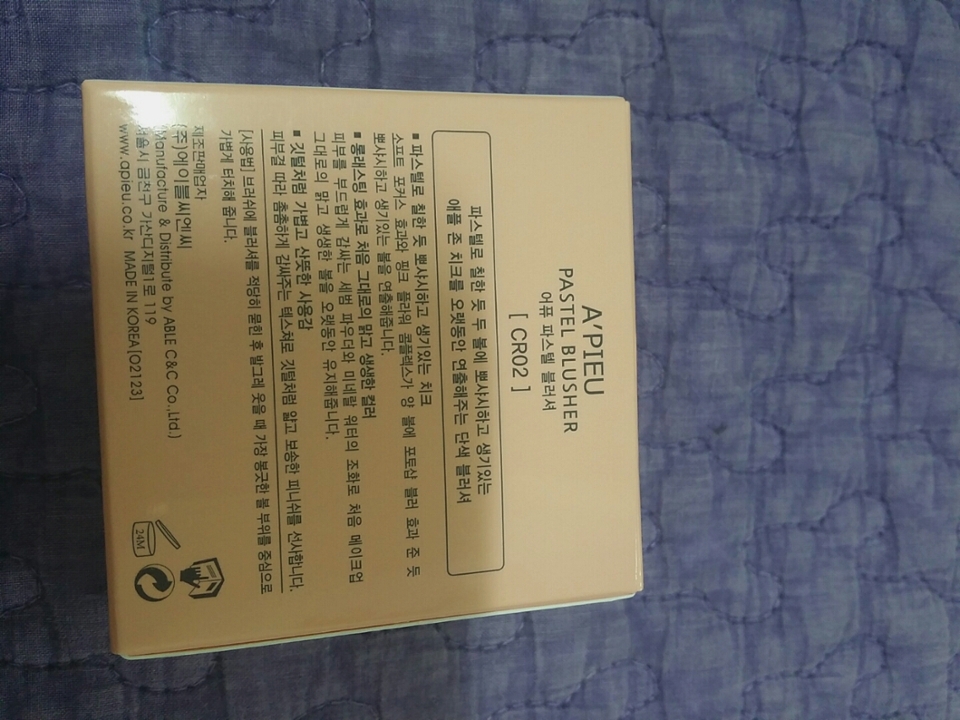 A'PIEU
PASTEL BLUSHER
어퓨 파스텔 블러셔
[ CR02 ]
파스텔로 칠한 듯 두 볼에 뽀샤시하고 생기있는
애플 존 치크를 오랫동안 연출해주는 단색 블러셔
■ 파스텔로 칠한 듯 뽀샤시하고 생기있는 치크
소프트 포커스 효과와 핑크 플라워 콤플렉스가 양 볼에 포토샵 블러 효과 준 듯
뽀샤시하고 생기있는 볼을 연출해줍니다.
■ 롱래스팅 효과로 처음 그대로의 맑고 생생한 컬러
피부를 부드럽게 감싸는 세범 파우더와 미네랄 워터의 조화로 처음 메이크업
그대로의 맑고 생생한 볼을 오랫동안 유지해줍니다.
■ 깃털처럼 가볍고 산뜻한 사용감
피부결 따라 촘촘하게 감싸주는 텍스처로 깃털처럼 얇고 보송한 피니쉬를 선사합니다.
[사용법] 브러쉬에 블러셔를 적당히 묻힌 후 발그레 웃을 때 가장 봉긋한 볼 부위를 중심으로
가볍게 터치해 줍니다.
제조판매업자
(주)에이블씨엔씨
(Manufacture & Distribute by ABLE C&C Co.,Ltd.)
서울시 금천구 가산디지털1로 119
www.apieu.co.kr MADE IN KOREA [O2123]
24M